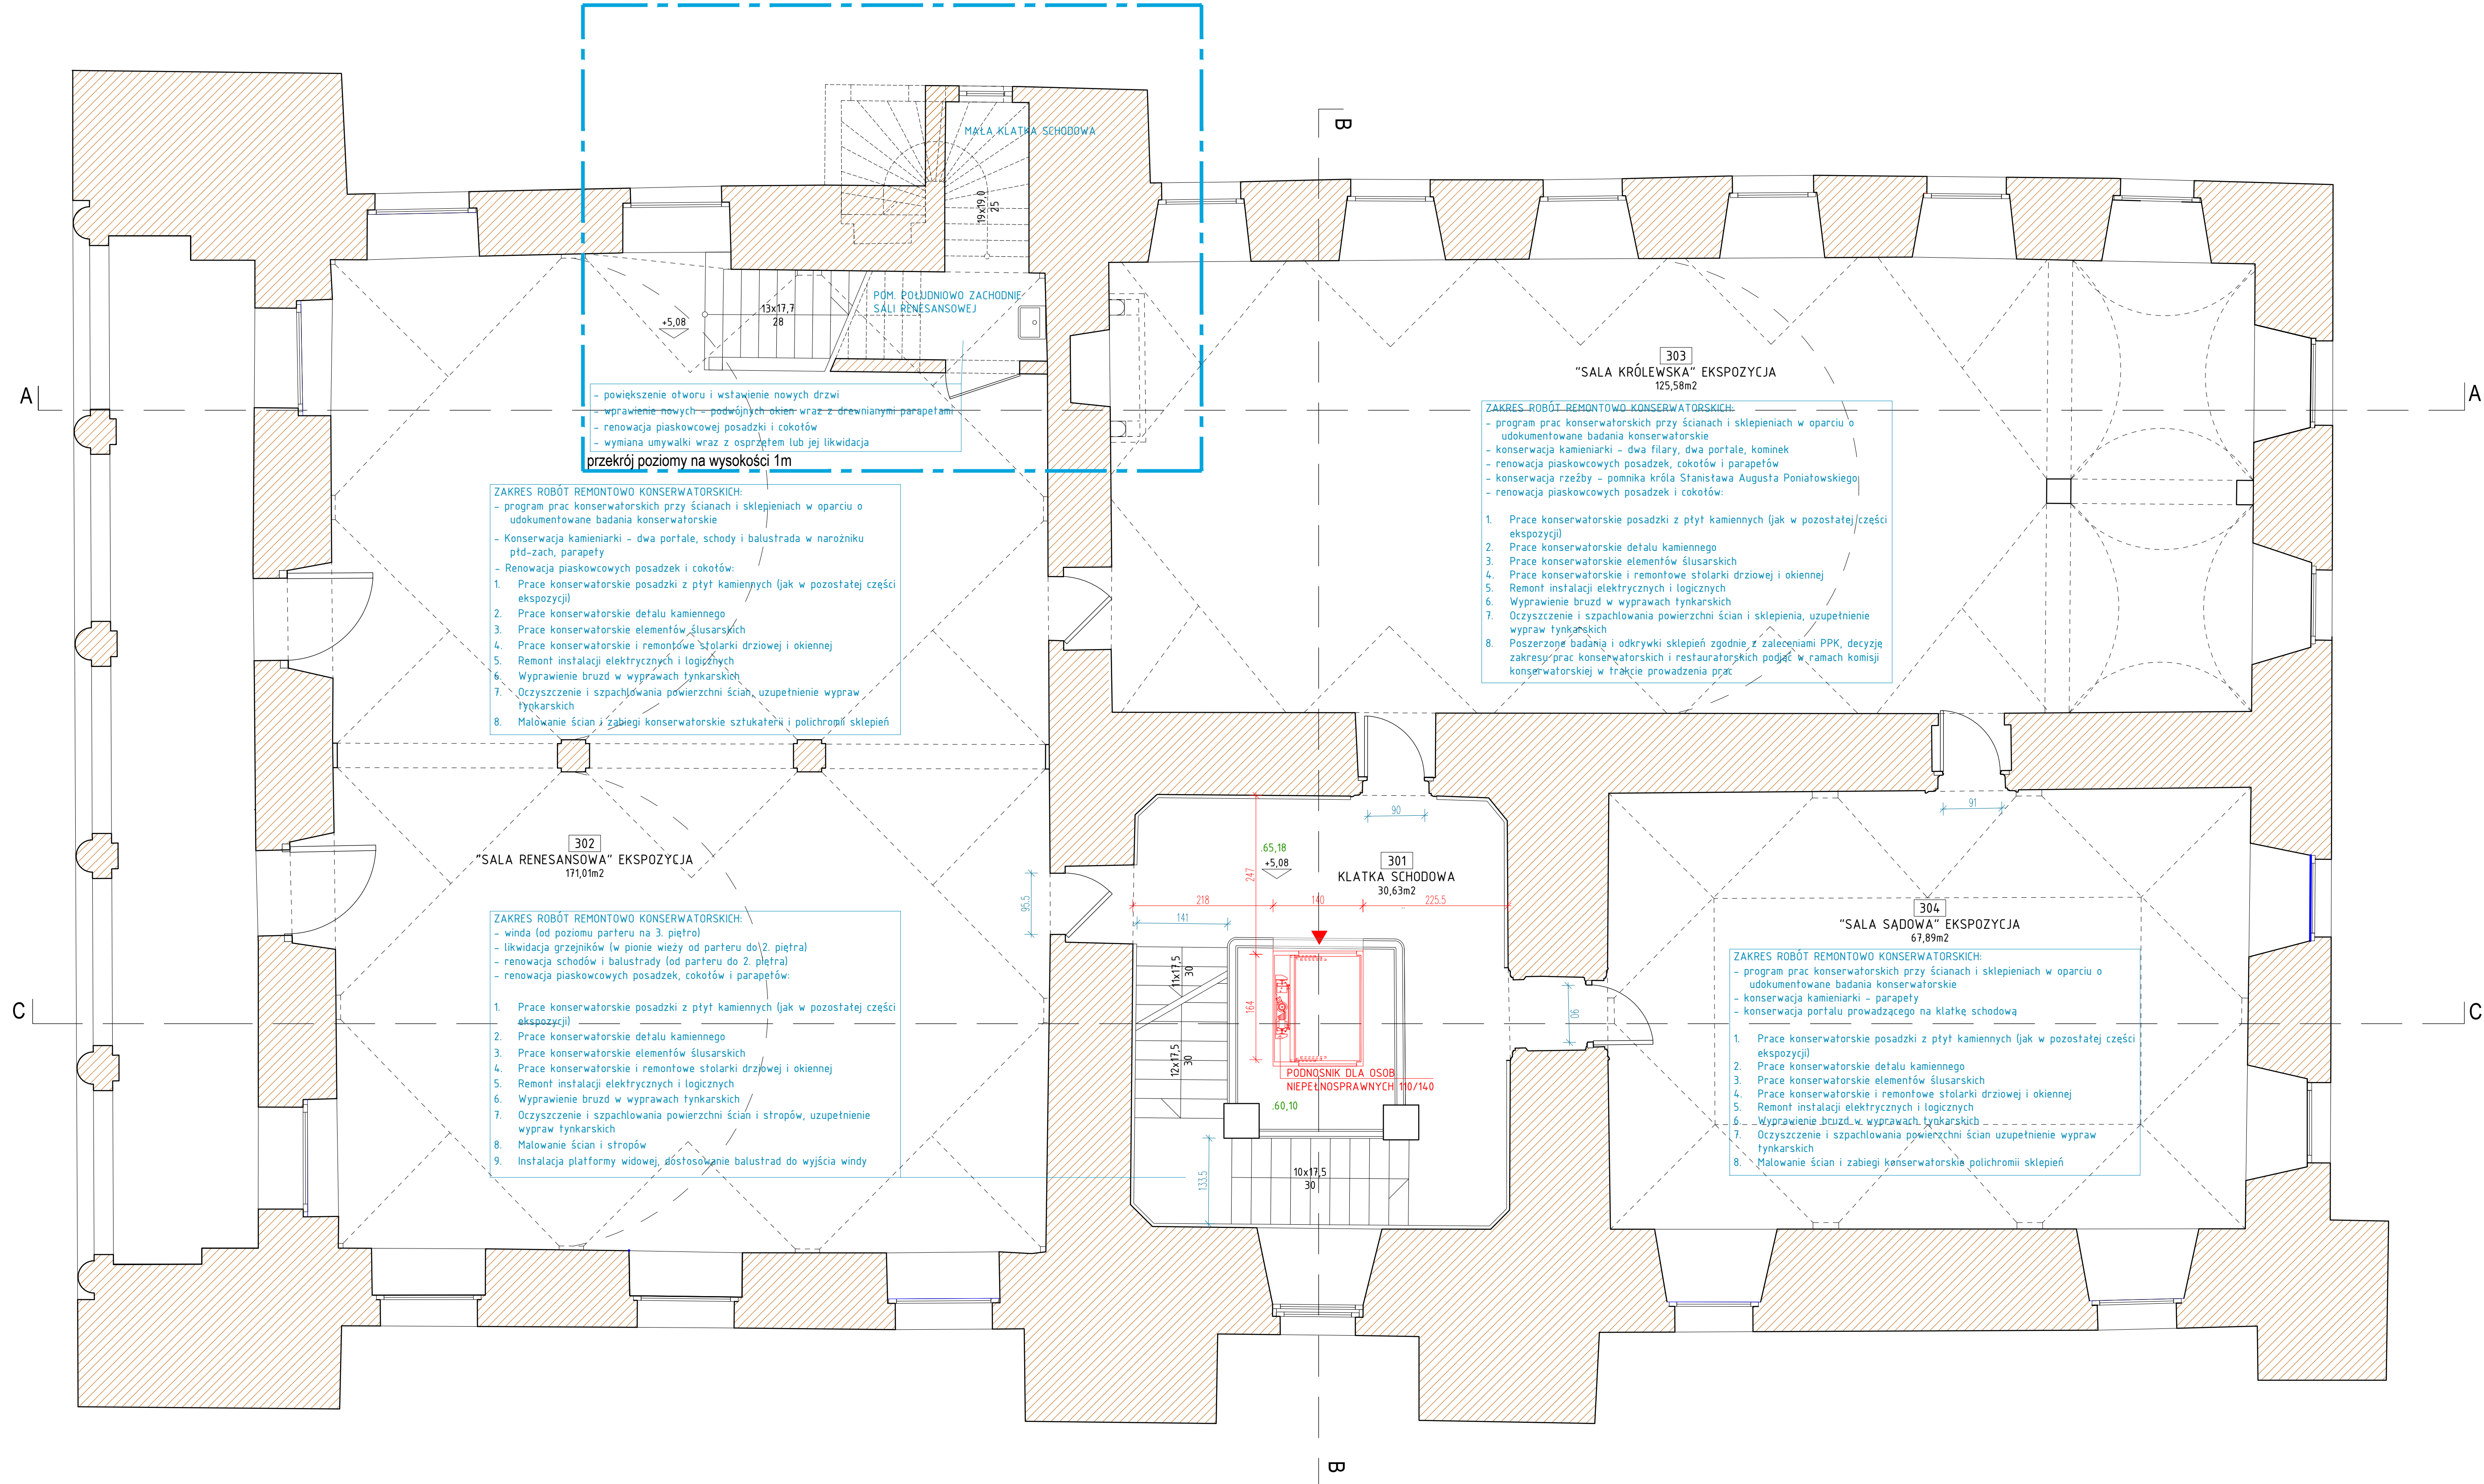 B
MAŁA KLATKA SCHODOWA
19x19,0
25
POM. POŁUDNIOWO ZACHODNIE
SALI RENESANSOWEJ
13x17,7
28
+5,08
A
A
- powiększenie otworu i wstawienie nowych drzwi
- wprawienie nowych - podwójnych okien wraz z drewnianymi parapetami
- renowacja piaskowcowej posadzki i cokołów
- wymiana umywalki wraz z osprzętem lub jej likwidacja
przekrój poziomy na wysokości 1m
303
"SALA KRÓLEWSKA" EKSPOZYCJA
125,58m2
ZAKRES ROBÓT REMONTOWO KONSERWATORSKICH:
- program prac konserwatorskich przy ścianach i sklepieniach w oparciu o
udokumentowane badania konserwatorskie
- konserwacja kamieniarki - dwa filary, dwa portale, kominek
- renowacja piaskowcowych posadzek, cokołów i parapetów
- konserwacja rzeźby - pomnika króla Stanisława Augusta Poniatowskiego
- renowacja piaskowcowych posadzek i cokołów:
1. Prace konserwatorskie posadzki z płyt kamiennych (jak w pozostałej części
ekspozycji)
2. Prace konserwatorskie detalu kamiennego
3. Prace konserwatorskie elementów ślusarskich
4. Prace konserwatorskie i remontowe stolarki drziowej i okiennej
5. Remont instalacji elektrycznych i logicznych
6. Wyprawienie bruzd w wyprawach tynkarskich
7. Oczyszczenie i szpachlowania powierzchni ścian i sklepienia, uzupełnienie
wypraw tynkarskich
8. Poszerzone badania i odkrywki sklepień zgodnie z zaleceniami PPK, decyzję
zakresu prac konserwatorskich i restauratorskich podjąć w ramach komisji
konserwatorskiej w trakcie prowadzenia prac
ZAKRES ROBÓT REMONTOWO KONSERWATORSKICH:
- program prac konserwatorskich przy ścianach i sklepieniach w oparciu o
udokumentowane badania konserwatorskie
- Konserwacja kamieniarki - dwa portale, schody i balustrada w narożniku
płd-zach, parapety
- Renowacja piaskowcowych posadzek i cokołów:
1. Prace konserwatorskie posadzki z płyt kamiennych (jak w pozostałej części
ekspozycji)
2. Prace konserwatorskie detalu kamiennego
3. Prace konserwatorskie elementów ślusarskich
4. Prace konserwatorskie i remontowe stolarki drziowej i okiennej
5. Remont instalacji elektrycznych i logicznych
6. Wyprawienie bruzd w wyprawach tynkarskich
7. Oczyszczenie i szpachlowania powierzchni ścian, uzupełnienie wypraw
tynkarskich
8. Malowanie ścian i zabiegi konserwatorskie sztukaterii i polichromii sklepień
302
"SALA RENESANSOWA" EKSPOZYCJA
171,01m2
ZAKRES ROBÓT REMONTOWO KONSERWATORSKICH:
- winda (od poziomu parteru na 3. piętro)
- likwidacja grzejników (w pionie wieży od parteru do 2. piętra)
- renowacja schodów i balustrady (od parteru do 2. piętra)
- renowacja piaskowcowych posadzek, cokołów i parapetów:
1. Prace konserwatorskie posadzki z płyt kamiennych (jak w pozostałej części
ekspozycji)
2. Prace konserwatorskie detalu kamiennego
3. Prace konserwatorskie elementów ślusarskich
4. Prace konserwatorskie i remontowe stolarki drziowej i okiennej
5. Remont instalacji elektrycznych i logicznych
6. Wyprawienie bruzd w wyprawach tynkarskich
7. Oczyszczenie i szpachlowania powierzchni ścian i stropów, uzupełnienie
wypraw tynkarskich
8. Malowanie ścian i stropów
9. Instalacja platformy widowej, dostosowanie balustrad do wyjścia windy
90
91
.65,18
+5,08
301
KLATKA SCHODOWA
30,63m2
247
218
140
225.5
141
95.5
11x17,5
30
164
12x17,5
30
PODNOSNIK DLA OSOB
NIEPEŁNOSPRAWNYCH 110/140
.60,10
133.5
10x17,5
30
90
304
"SALA SĄDOWA" EKSPOZYCJA
67,89m2
ZAKRES ROBÓT REMONTOWO KONSERWATORSKICH:
- program prac konserwatorskich przy ścianach i sklepieniach w oparciu o
udokumentowane badania konserwatorskie
- konserwacja kamieniarki - parapety
- konserwacja portalu prowadzącego na klatkę schodową
1. Prace konserwatorskie posadzki z płyt kamiennych (jak w pozostałej części
ekspozycji)
2. Prace konserwatorskie detalu kamiennego
3. Prace konserwatorskie elementów ślusarskich
4. Prace konserwatorskie i remontowe stolarki drziowej i okiennej
5. Remont instalacji elektrycznych i logicznych
6. Wyprawienie bruzd w wyprawach tynkarskich
7. Oczyszczenie i szpachlowania powierzchni ścian uzupełnienie wypraw
tynkarskich
8. Malowanie ścian i zabiegi konserwatorskie polichromii sklepień
C
C
B